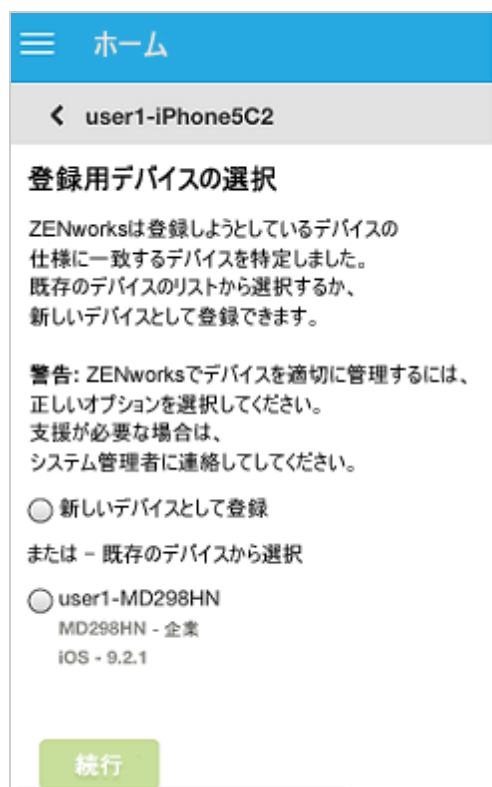 ホーム
user1-iPhone5C2
登録用デバイスの選択
ZENworksは登録しようとしているデバイスの
仕様に一致するデバイスを特定しました。
既存のデバイスのリストから選択するか、
新しいデバイスとして登録できます。
警告: ZENworksでデバイスを適切に管理するには、
正しいオプションを選択してください。
支援が必要な場合は、
システム管理者に連絡してしてください。
新しいデバイスとして登録
または - 既存のデバイスから選択
user1-MD298HN
MD298HN - 企業
iOS - 9.2.1
続行